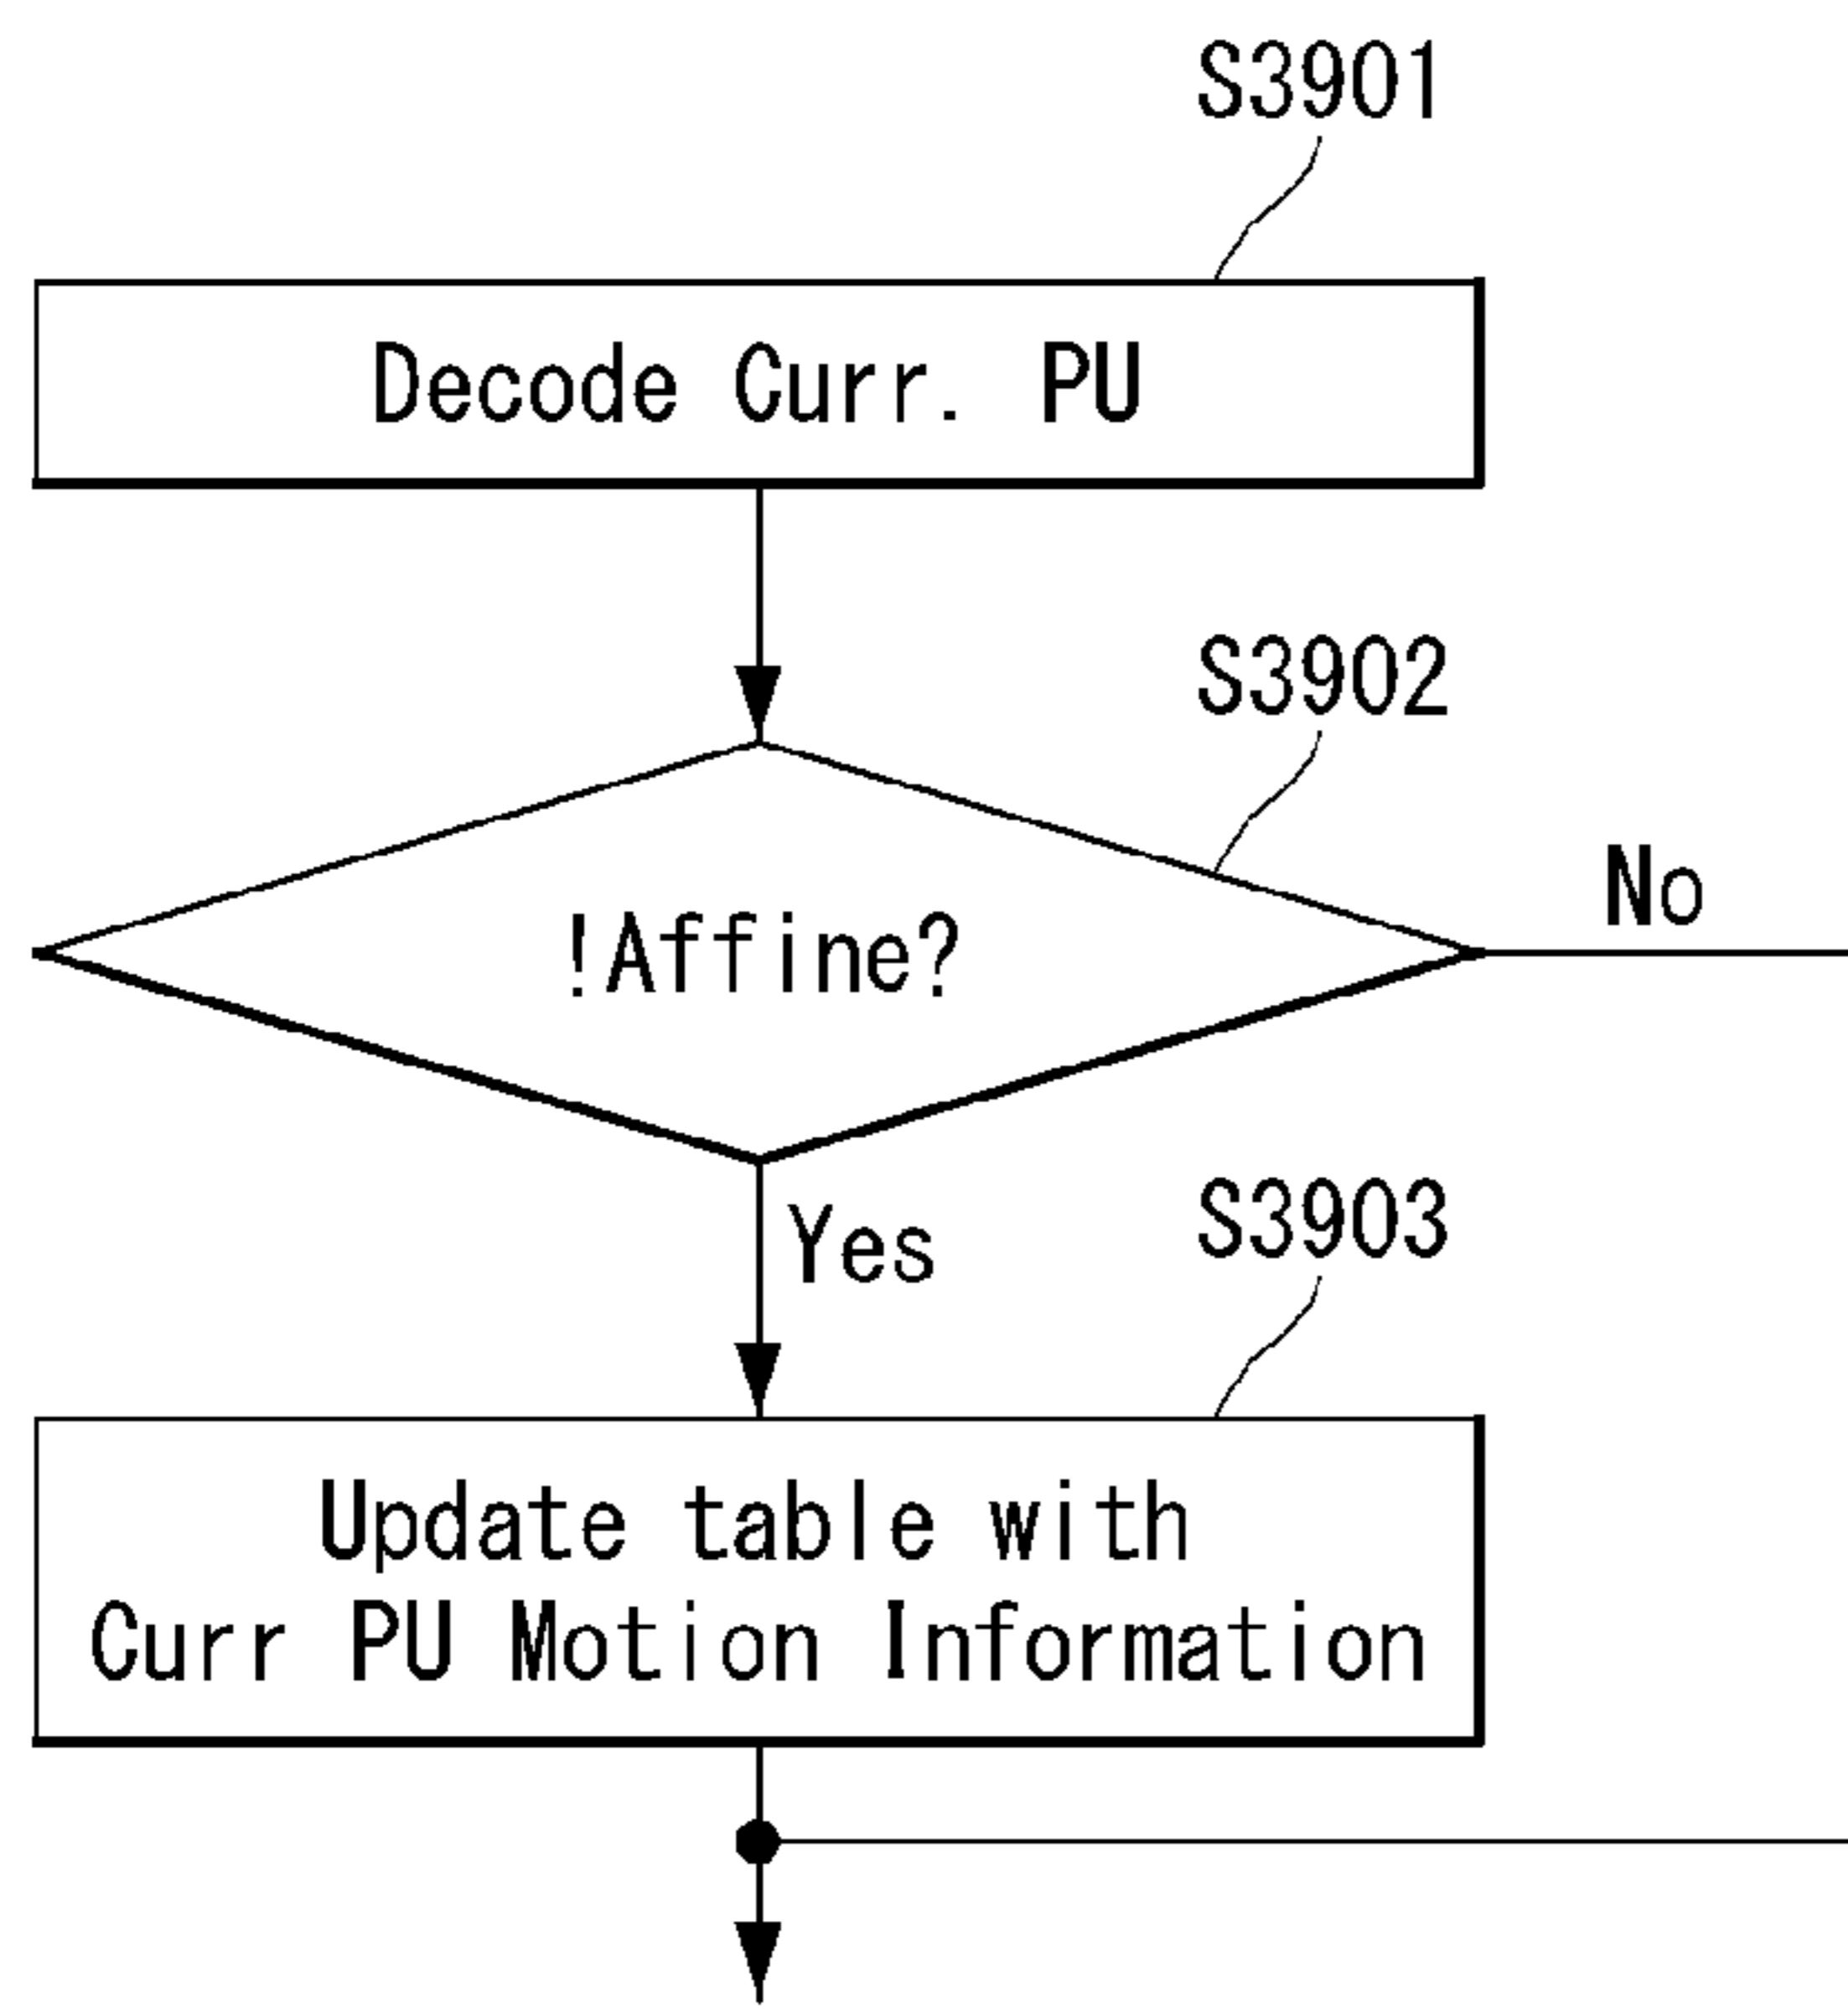 S3901
Decode Curr. PU
S3902
!Affine?
No
Yes
S3903
Update table with
Curr PU Motion Information